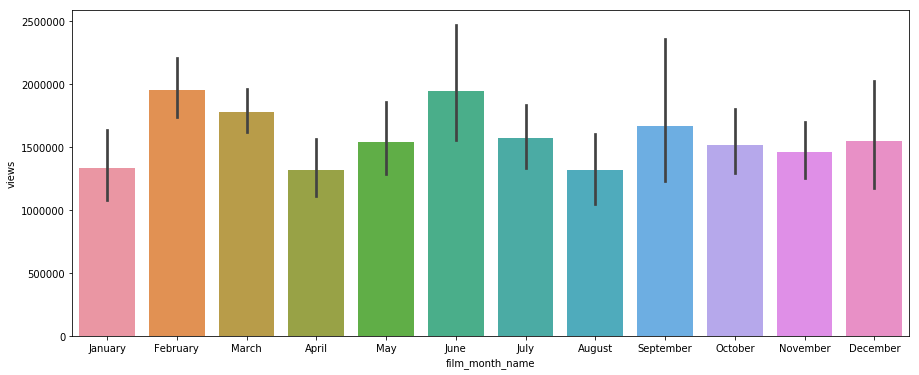 2500000
2000000
1500000
1000000
500000
0
views
January February March April May June July August September October November December
film_month_name